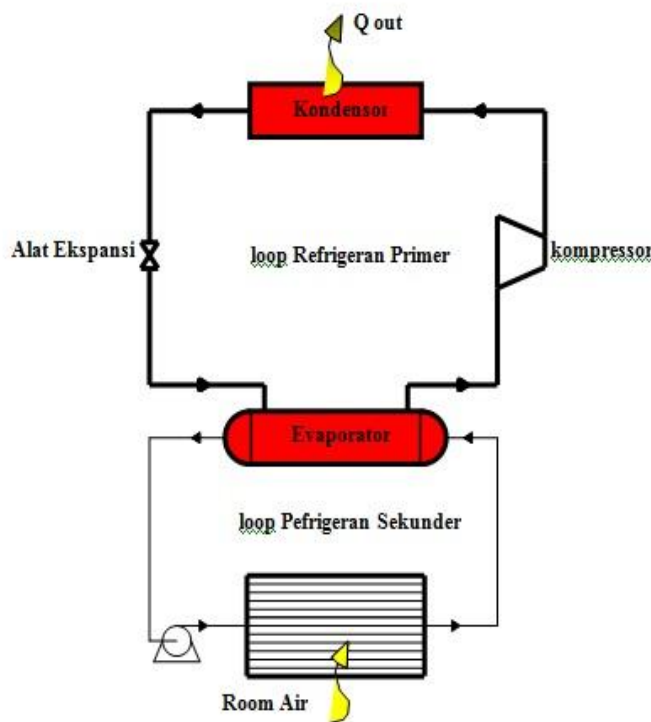 Q out
Kondensor
Alat Ekspansi
loop Refrigeran Primer
kompressor
Evaporator
loop Pefrigeran Sekunder
Room Air